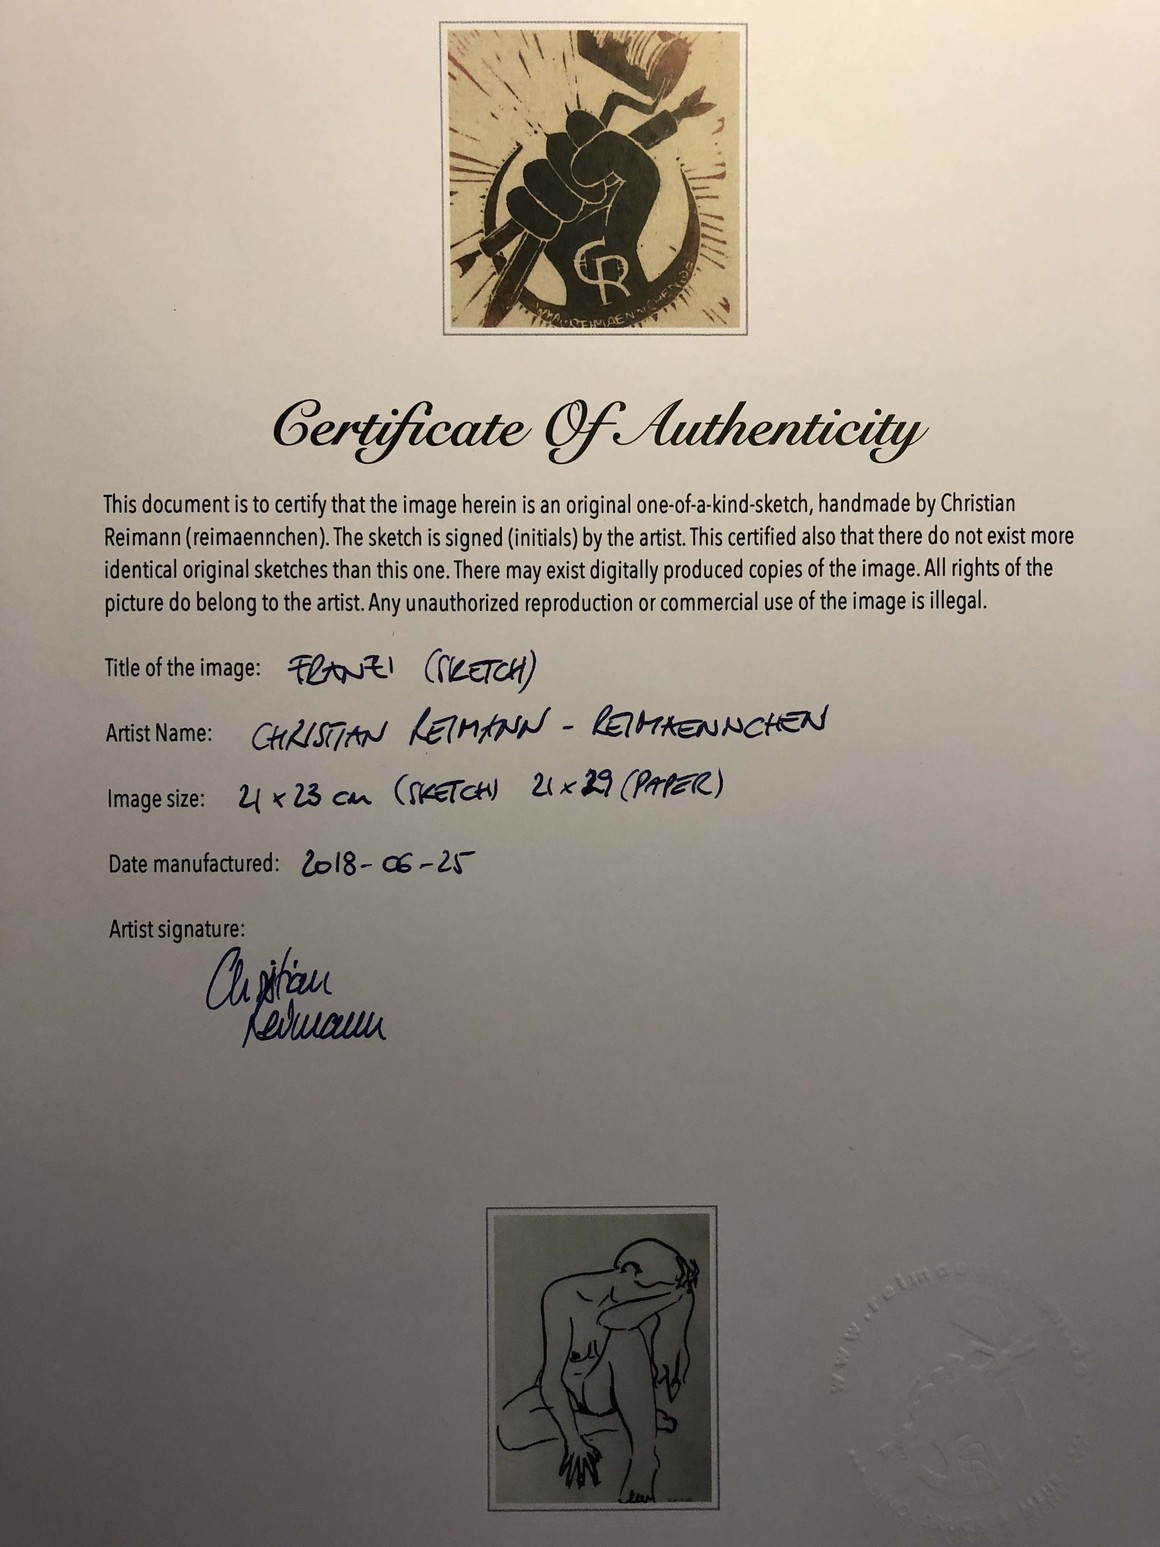 CR
Certificate Of Authenticity
This document is to certify that the image herein is an original one-of-a-kind-sketch, handmade by Christian
Reimann (reimaennchen). The sketch is signed (initials) by the artist. This certified also that there do not exist more
identical original sketches than this one. There may exist digitally produced copies of the image. All rights of the
picture do belong to the artist. Any unauthorized reproduction or commercial use of the image is illegal.
Title of the image: FRANZI (SKETCH)
Artist Name: CHRISTIAN REIMANN - REIMAENNCHEN
Image size: 21 x 23 cm (SKETCH) 21 x 29 (PAPER)
Date manufactured: 2018-06-25
Artist signature:
Christian
Reimann